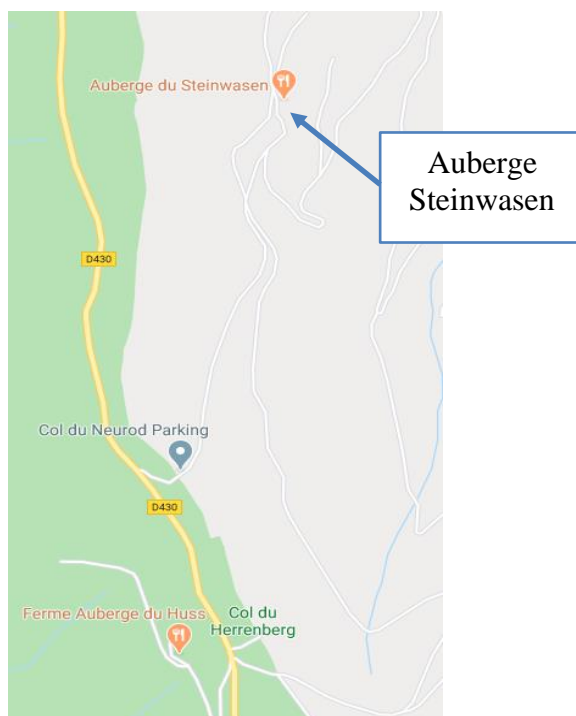 Auberge du Steinwasen
Auberge
Steinwasen
D430
Col du Neurod Parking
D430
Ferme Auberge du Huss
Col du
Herrenberg